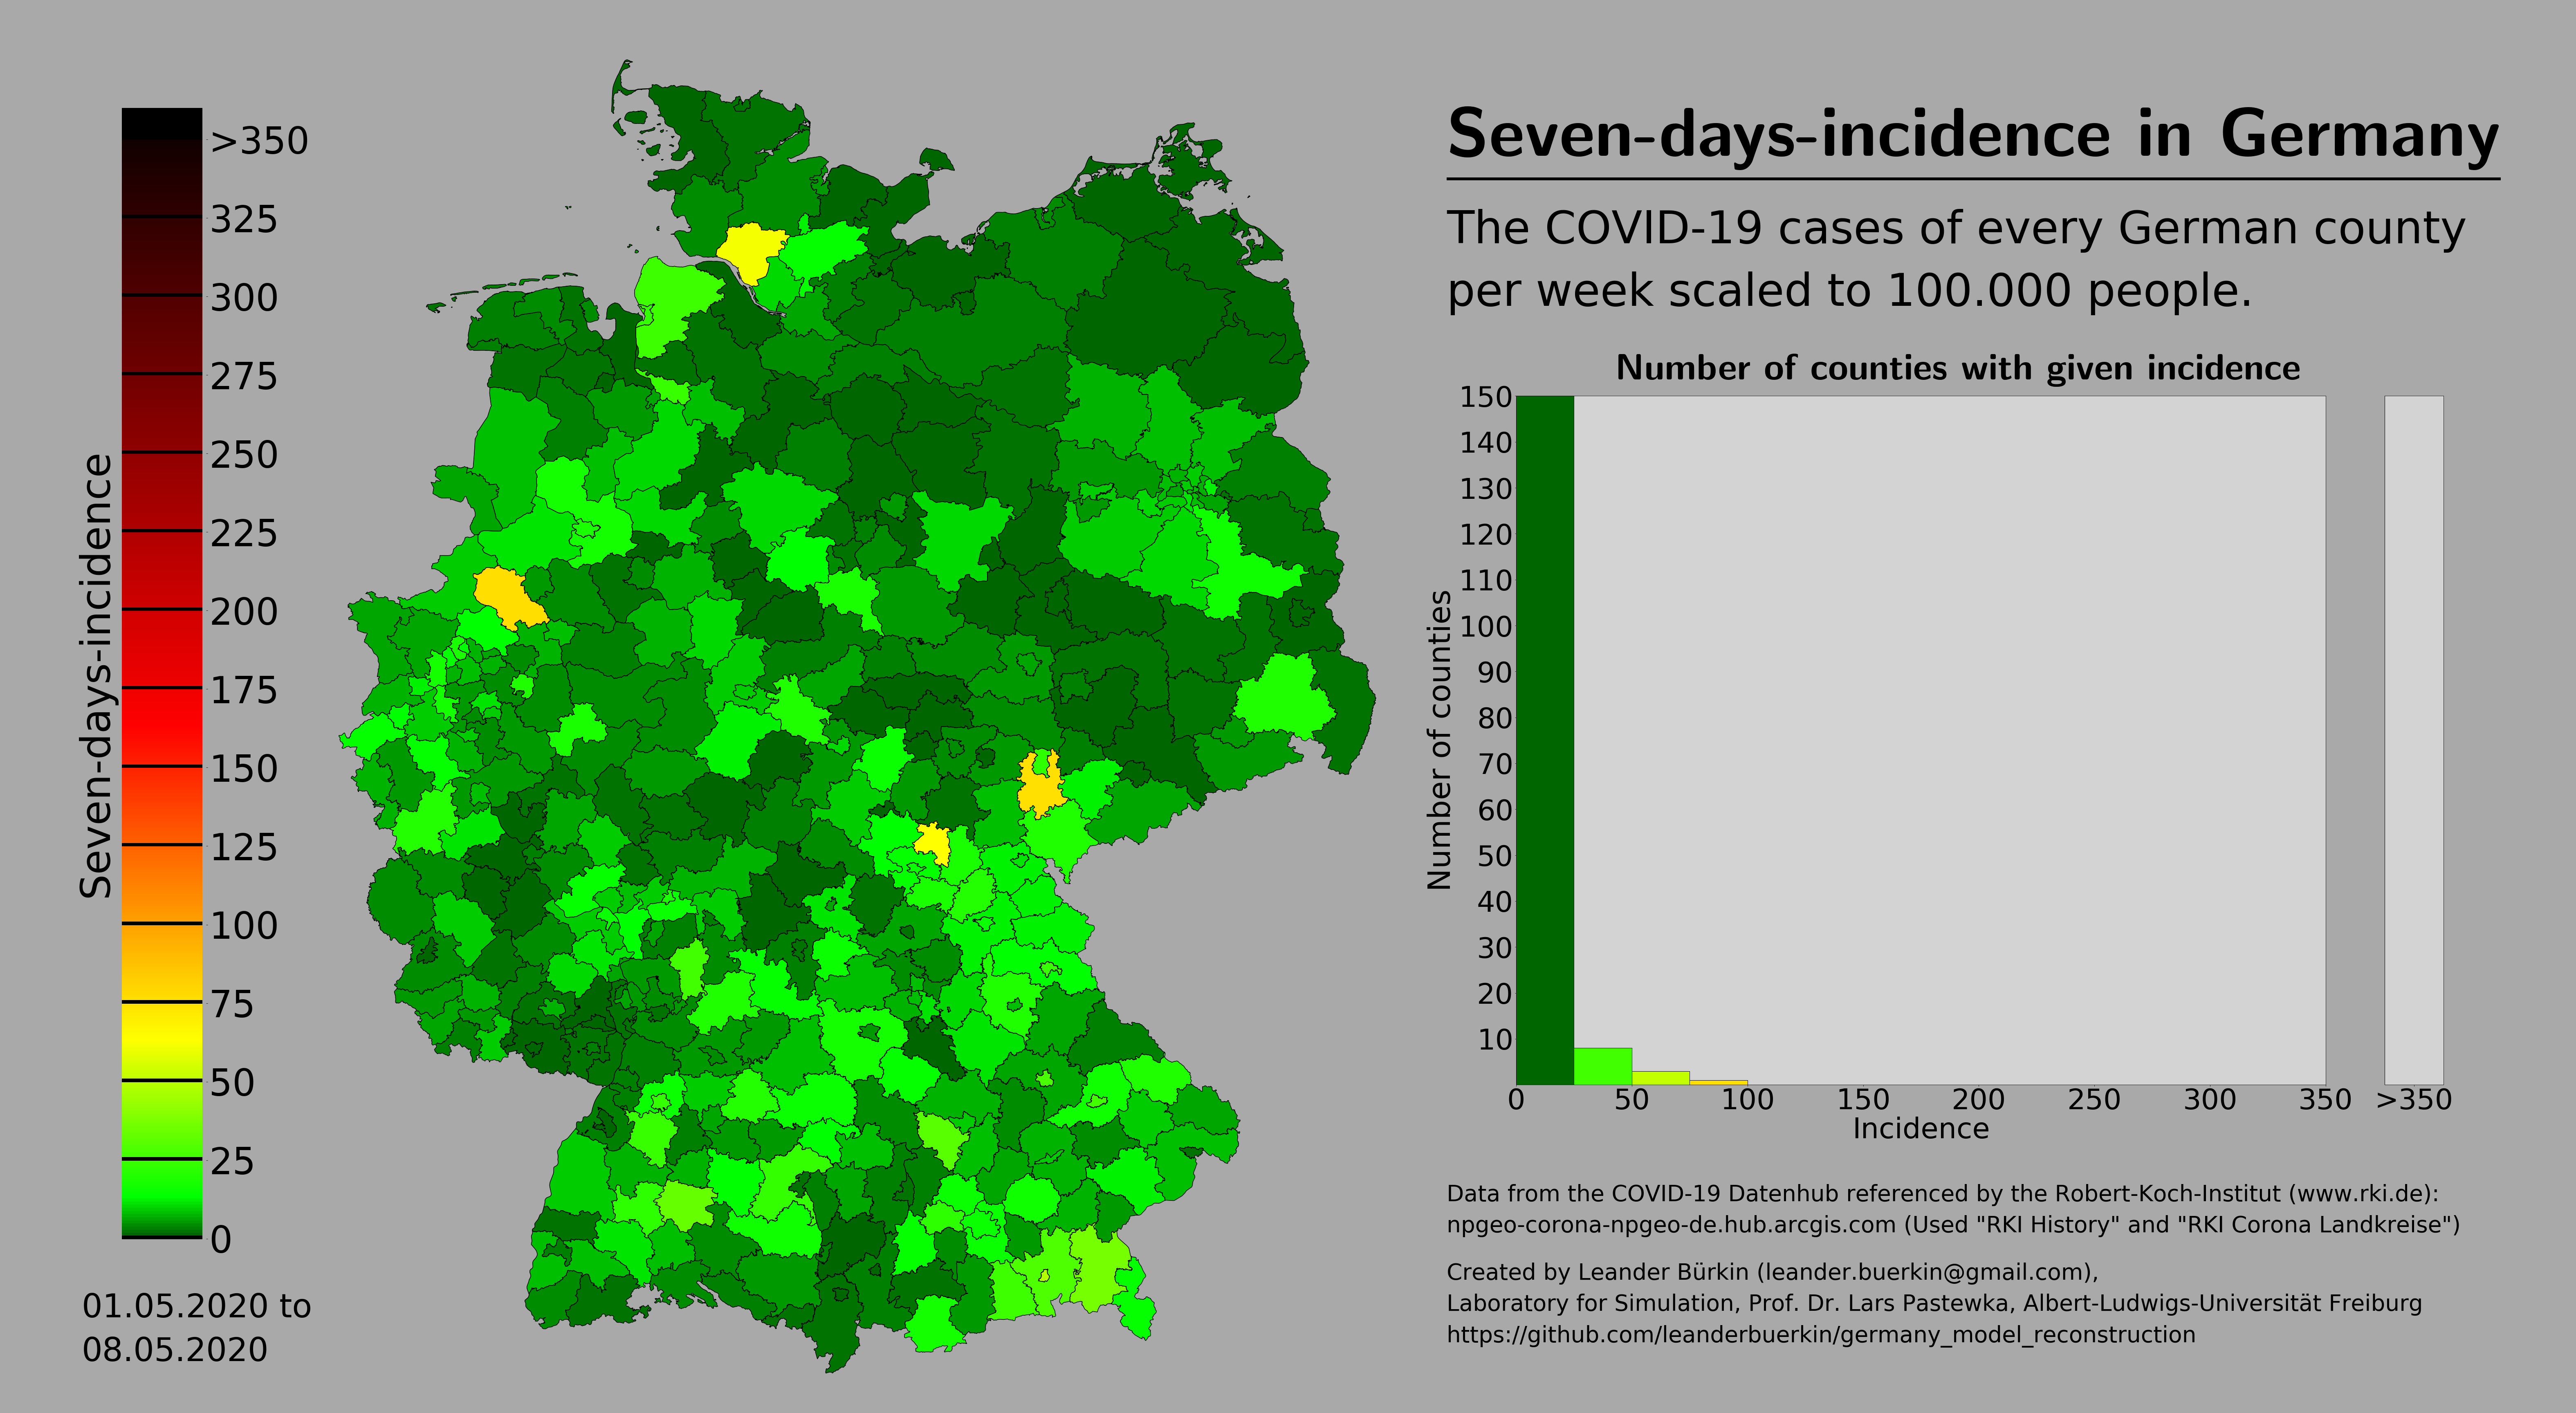 Seven-days-incidence in Germany
The COVID-19 cases of every German county
per week scaled to 100.000 people.
>350
325
300
275
250
225
200
175
150
125
100
75
50
25
0
Seven-days-incidence
01.05.2020 to
08.05.2020
Number of counties with given incidence
150
140
130
120
110
100
90
80
70
60
50
40
30
20
10
Number of counties
0 50 100 150 200 250 300 350 >350
Incidence
Data from the COVID-19 Datenhub referenced by the Robert-Koch-Institut (www.rki.de):
npgeo-corona-npgeo-de.hub.arcgis.com (Used "RKI History" and "RKI Corona Landkreise")
Created by Leander Bürkin (leander.buerkin@gmail.com),
Laboratory for Simulation, Prof. Dr. Lars Pastewka, Albert-Ludwigs-Universität Freiburg
https://github.com/leanderbuerkin/germany_model_reconstruction